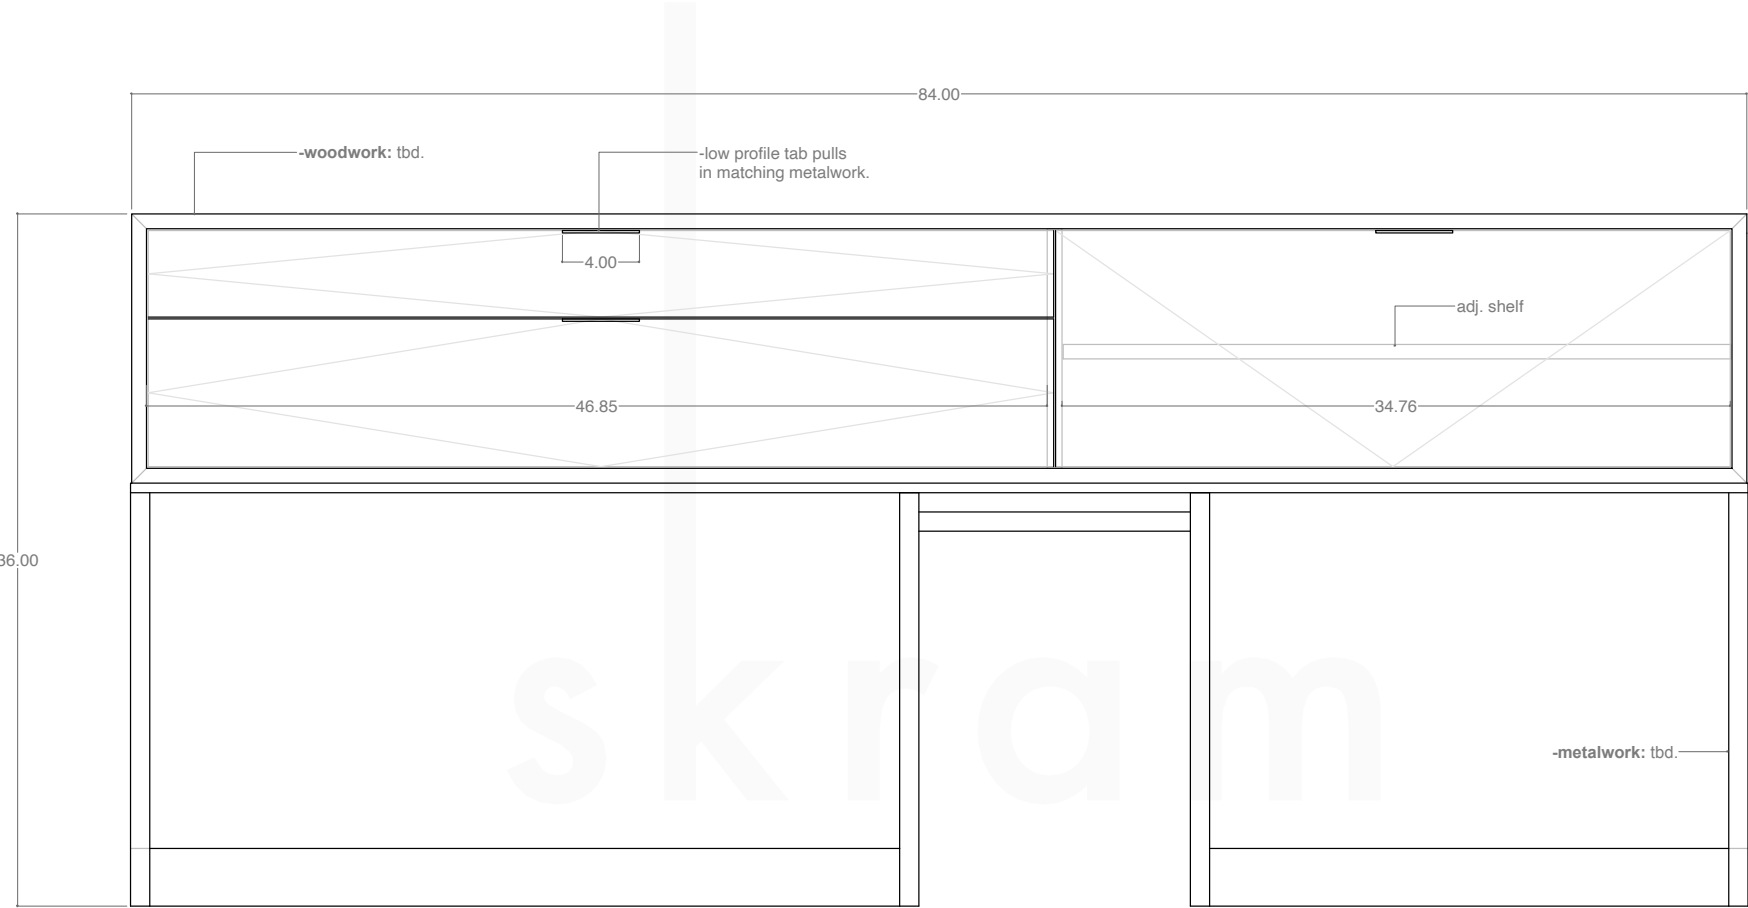 84.00
-woodwork: tbd.
-low profile tab pulls
in matching metalwork.
4.00
adj. shelf
46.85
34.76
36.00
-metalwork: tbd.
skram